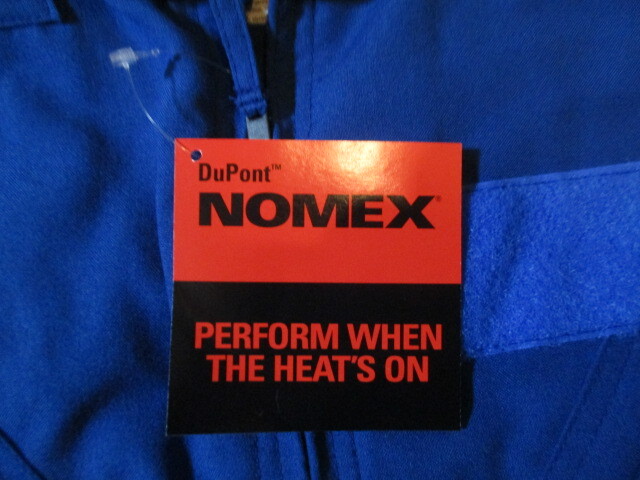 DuPont™
NOMEX®
PERFORM WHEN
THE HEAT'S ON